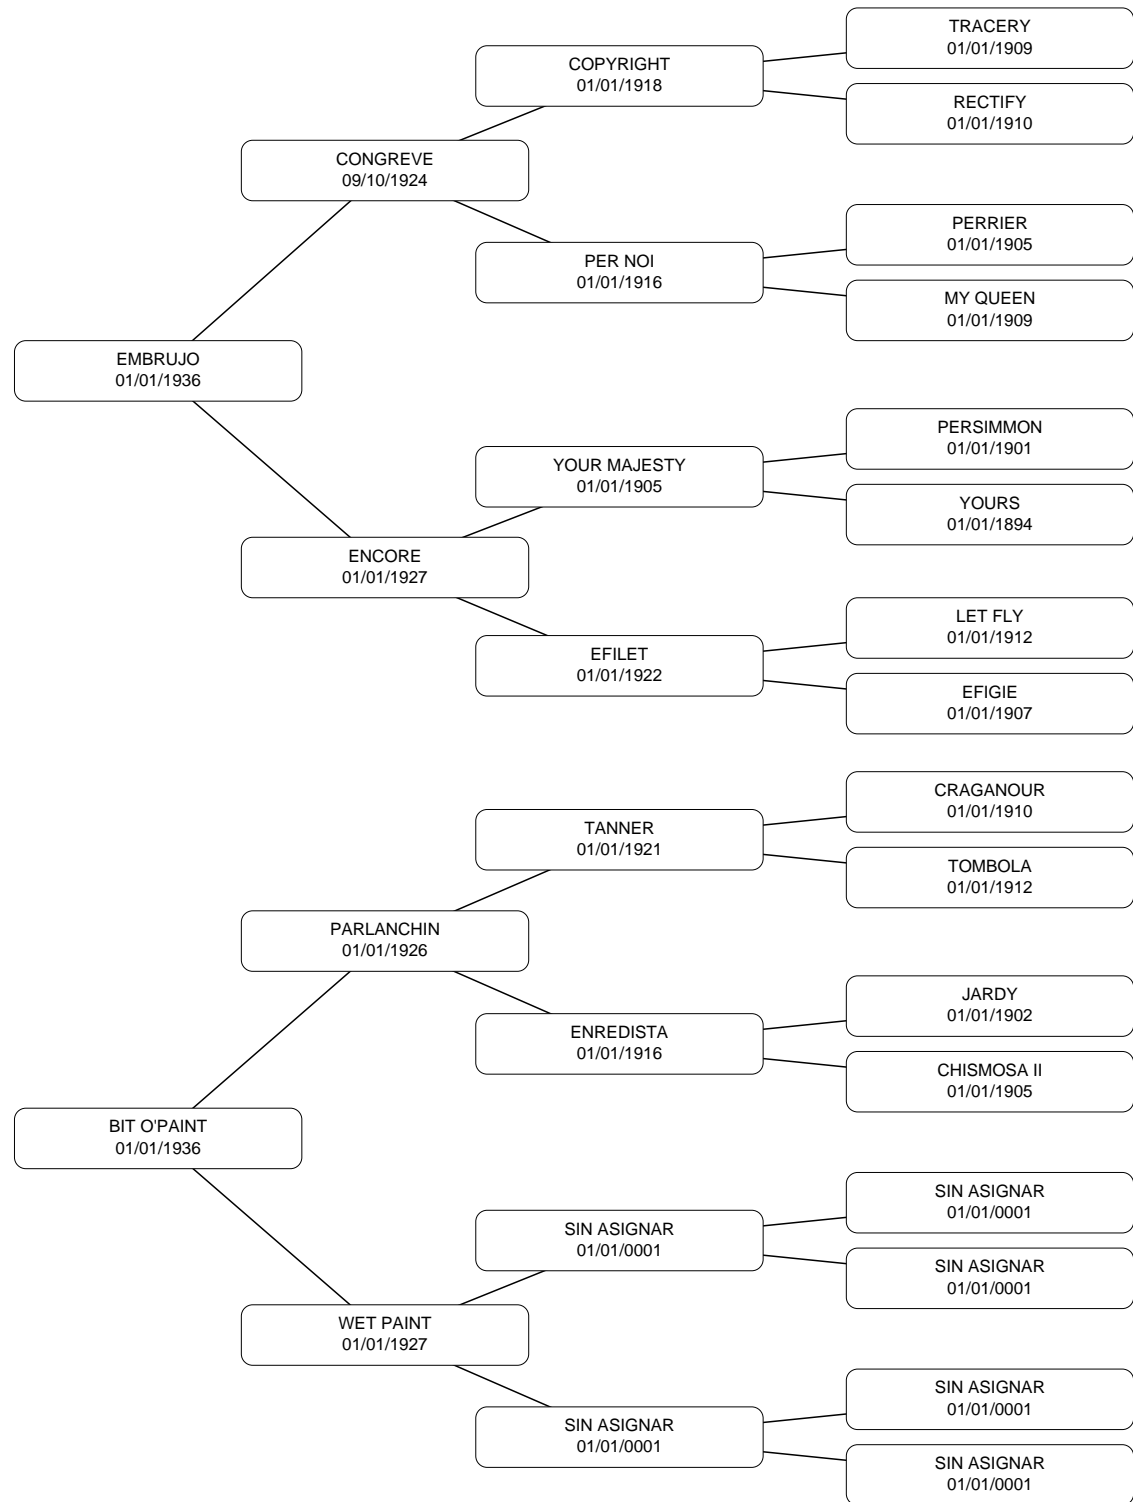 TRACERY
01/01/1909
COPYRIGHT
01/01/1918
RECTIFY
01/01/1910
CONGREVE
09/10/1924
PERRIER
01/01/1905
PER NOI
01/01/1916
MY QUEEN
01/01/1909
EMBRUJO
01/01/1936
PERSIMMON
01/01/1901
YOUR MAJESTY
01/01/1905
YOURS
01/01/1894
ENCORE
01/01/1927
LET FLY
01/01/1912
EFILET
01/01/1922
EFIGIE
01/01/1907
CRAGANOUR
01/01/1910
TANNER
01/01/1921
TOMBOLA
01/01/1912
PARLANCHIN
01/01/1926
JARDY
01/01/1902
ENREDISTA
01/01/1916
CHISMOSA II
01/01/1905
BIT O'PAINT
01/01/1936
SIN ASIGNAR
01/01/0001
SIN ASIGNAR
01/01/0001
SIN ASIGNAR
01/01/0001
WET PAINT
01/01/1927
SIN ASIGNAR
01/01/0001
SIN ASIGNAR
01/01/0001
SIN ASIGNAR
01/01/0001